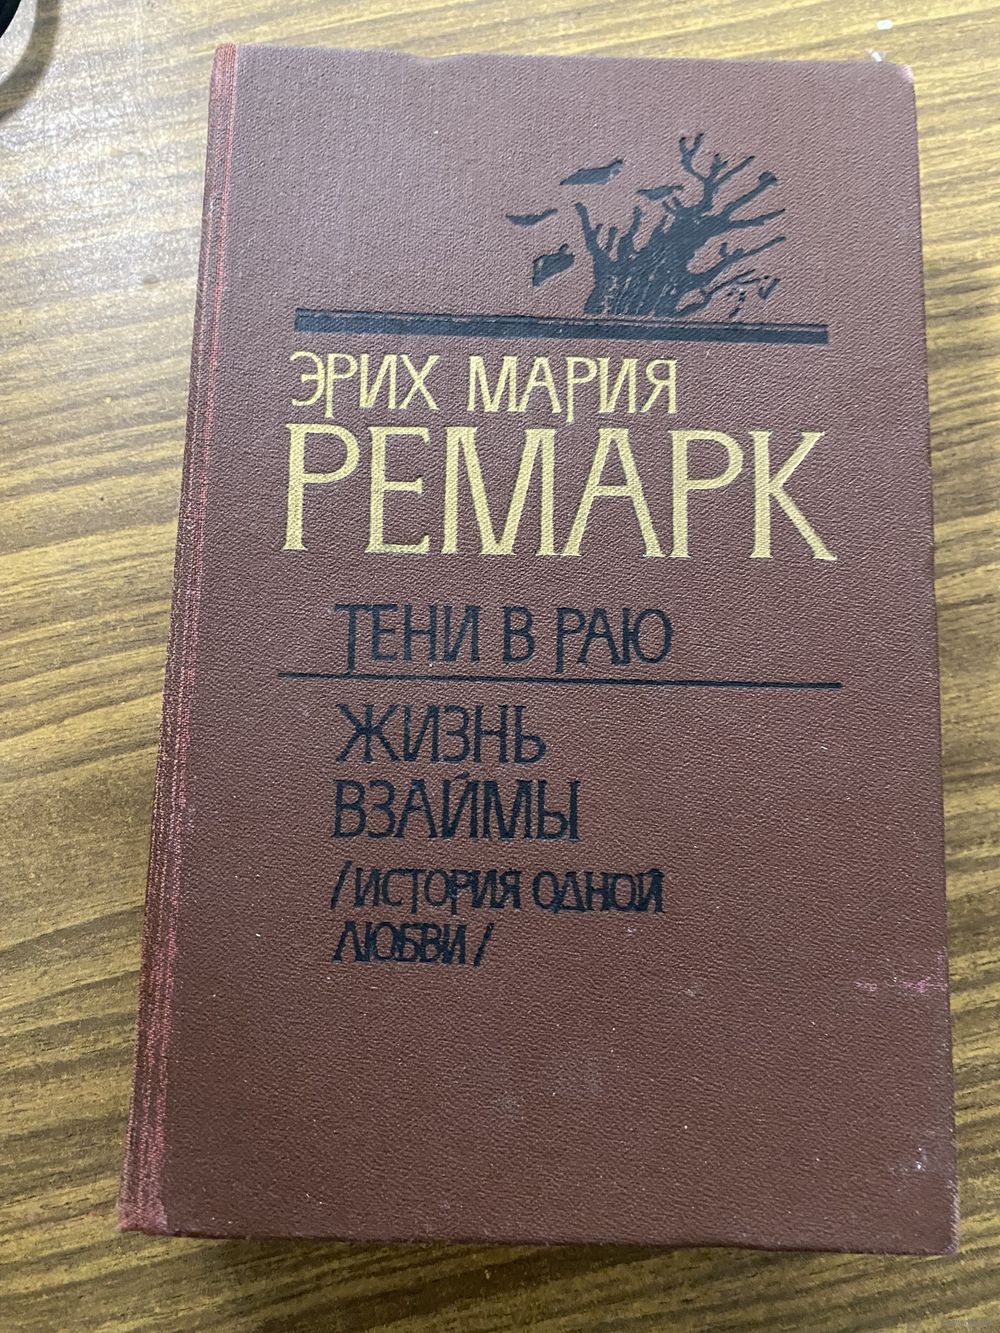 ЭРИХ МАРИЯ
РЕМАРК
ТЕНИ В РАЮ
ЖИЗНЬ
ВЗАЙМЫ
/ИСТОРИЯ ОДНОЙ
ЛЮБВИ/